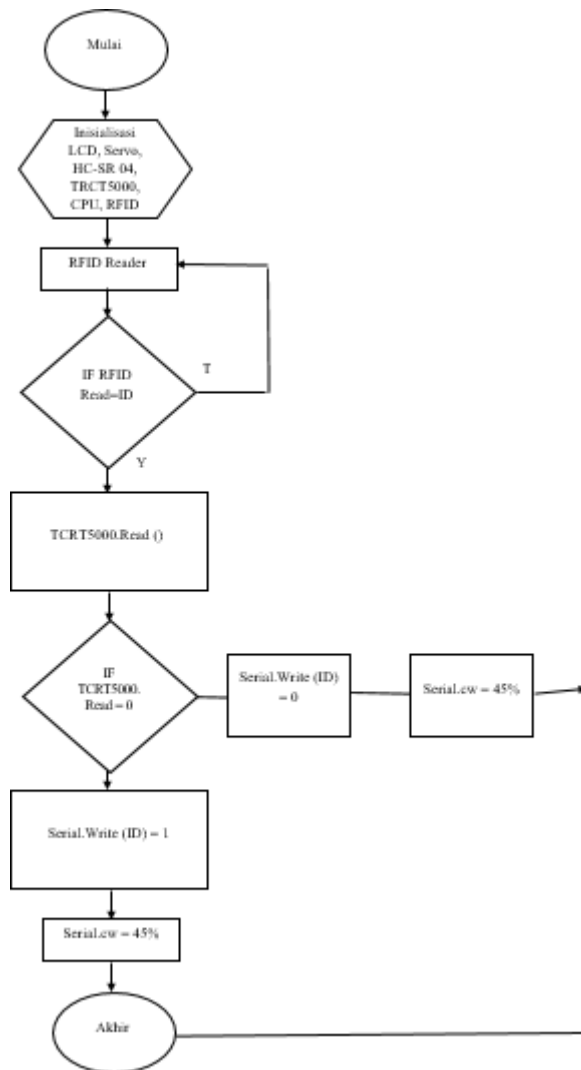 Mulai
Inisialisasi
LCD, Servo,
HC-SR 04,
TRCT5000,
CPU, RFID
RFID Reader
IF RFID
Read=ID
T
Y
TCRT5000.Read ()
IF
TCRT5000.
Read = 0
Serial.Write (ID)
= 0
Serial.cw = 45%
Serial.Write (ID) = 1
Serial.cw = 45%
Akhir